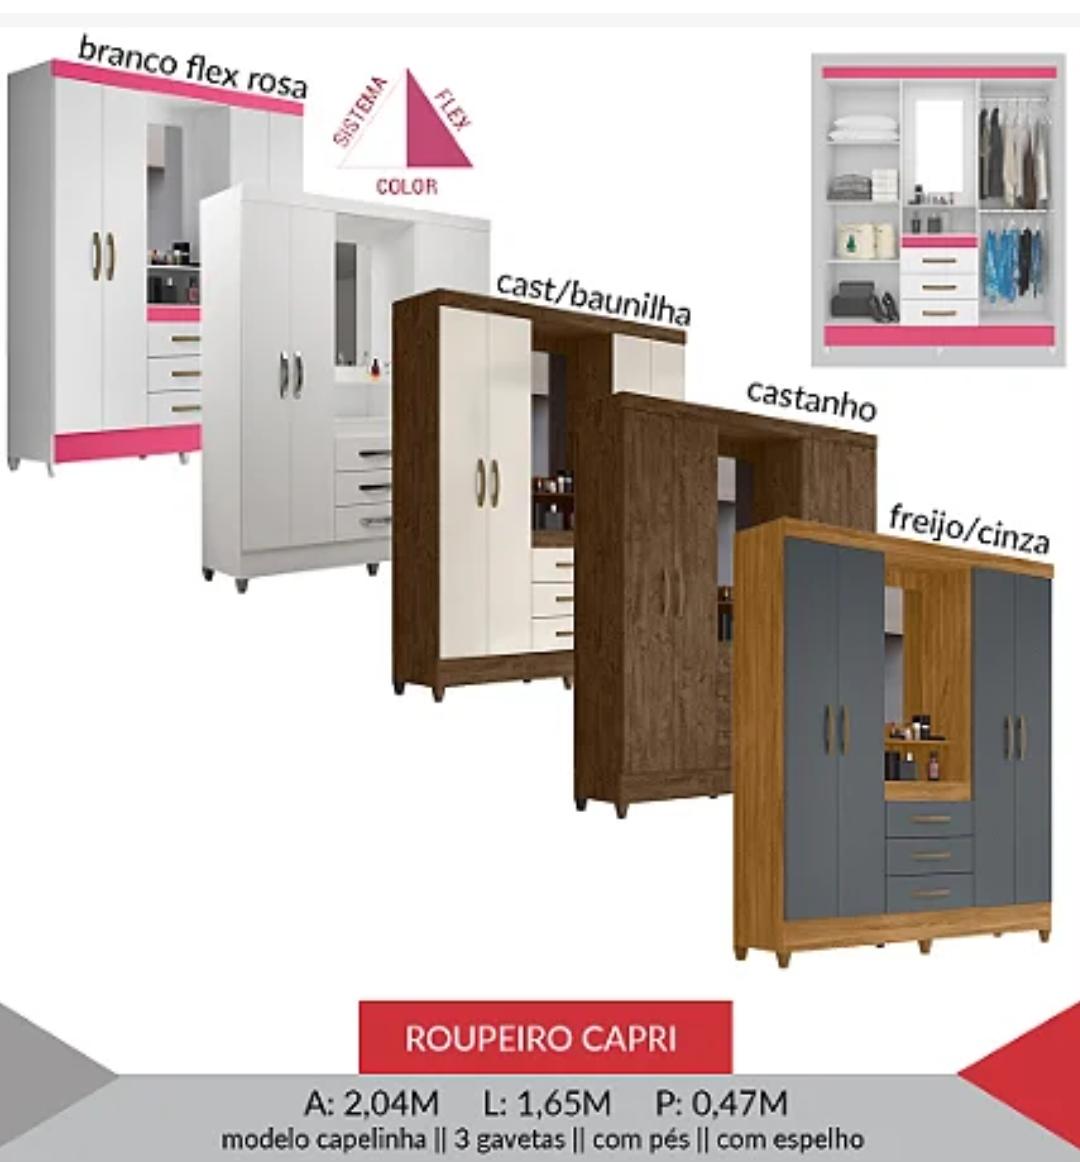 branco flex rosa
SISTEMA
FLEX
COLOR
cast/baunilha
castanho
freijo/cinza
ROUPEIRO CAPRI
A: 2,04M L: 1,65M P: 0,47M
modelo capelinha || 3 gavetas || com pés || com espelho